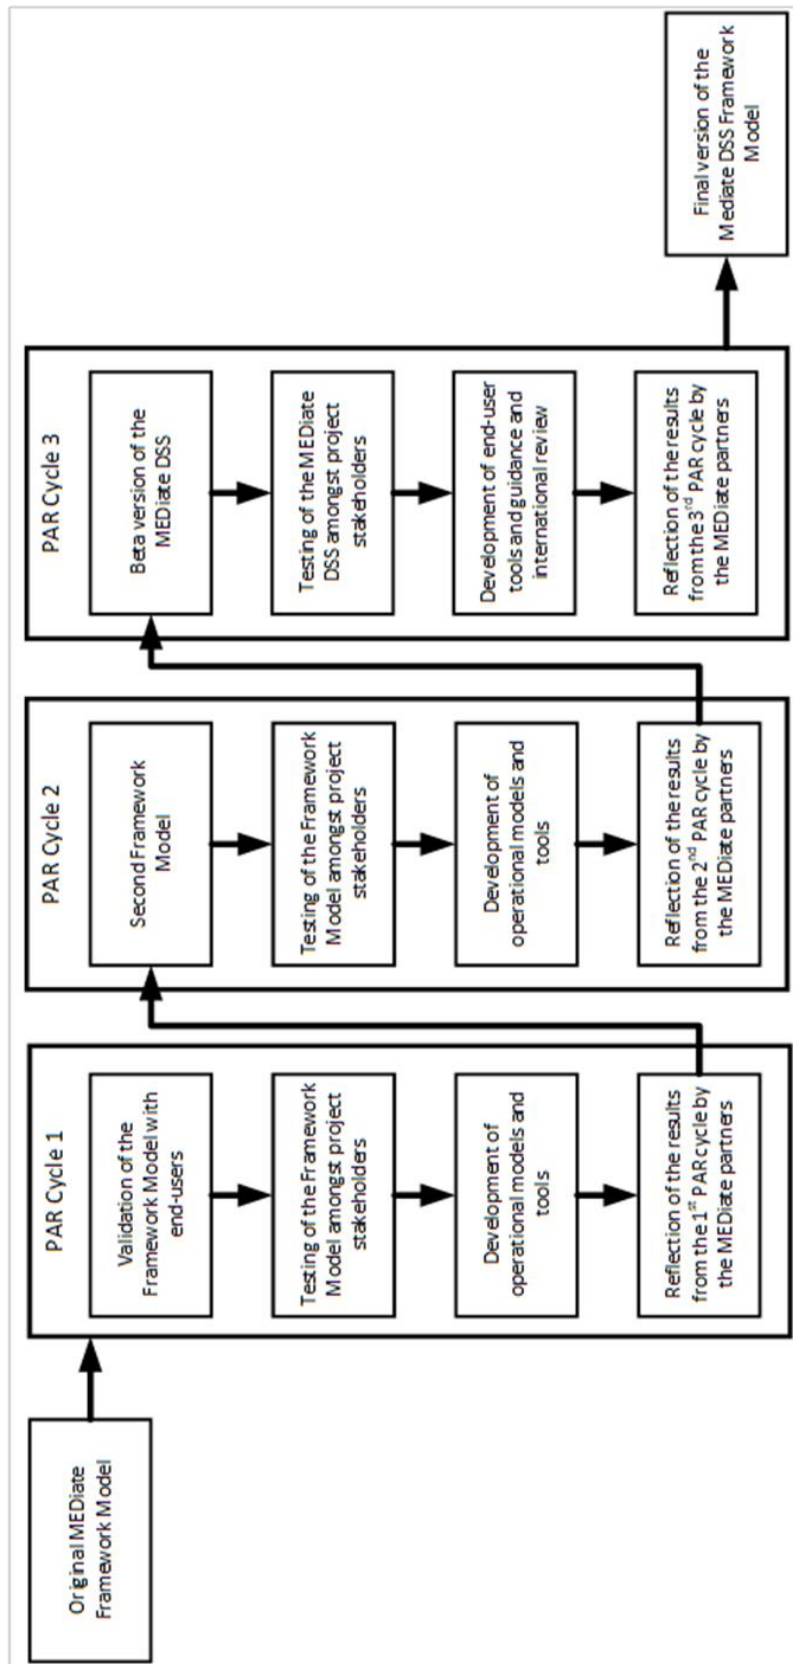 Original MEDiate
Framework Model
PAR Cycle 1
Validation of the
Framework Model with
end-users
Testing of the Framework
Model amongst project
stakeholders
Development of
operational models and
tools
Reflection of the results
from the 1st PAR cycle by
the MEDiate partners
PAR Cycle 2
Second Framework
Model
Testing of the Framework
Model amongst project
stakeholders
Development of
operational models and
tools
Reflection of the results
from the 2nd PAR cycle by
the MEDiate partners
PAR Cycle 3
Beta version of the
MEDiate DSS
Testing of the MEDiate
DSS amongst project
stakeholders
Development of end-user
tools and guidance and
international review
Reflection of the results
from the 3rd PAR cycle by
the MEDiate partners
Final version of the
Mediate DSS Framework
Model